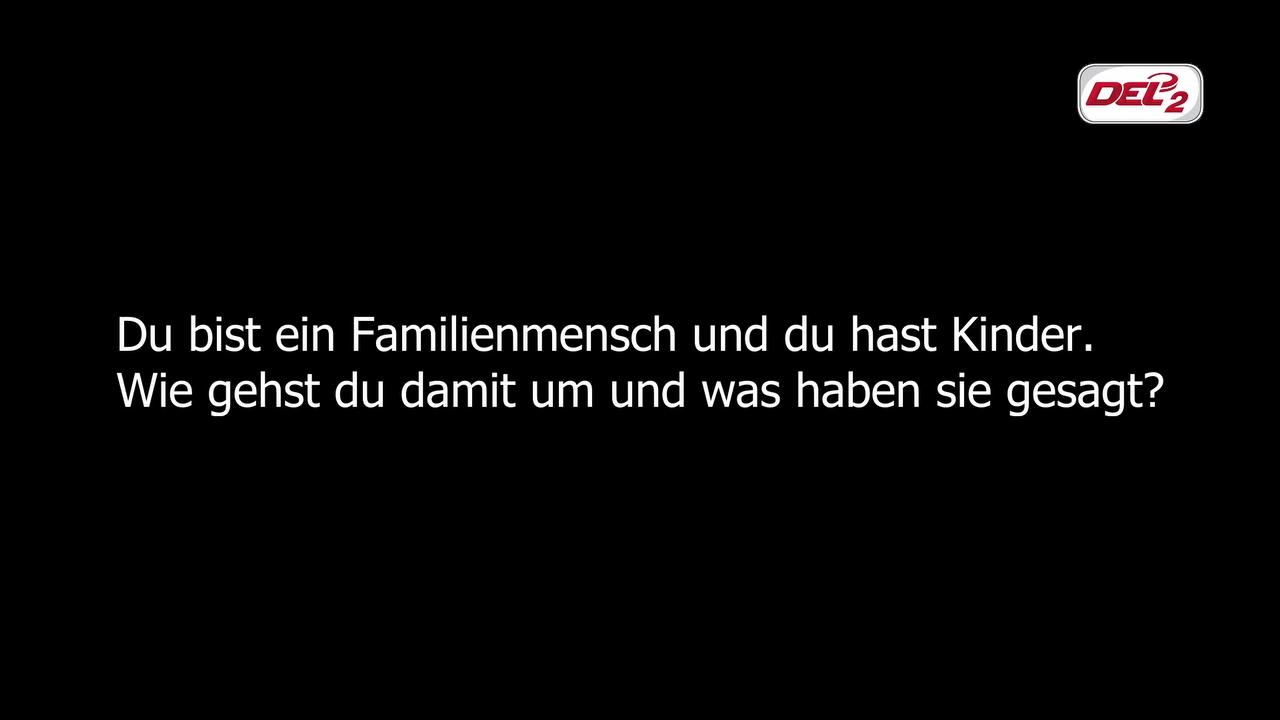 DEL2
Du bist ein Familienmensch und du hast Kinder.
Wie gehst du damit um und was haben sie gesagt?